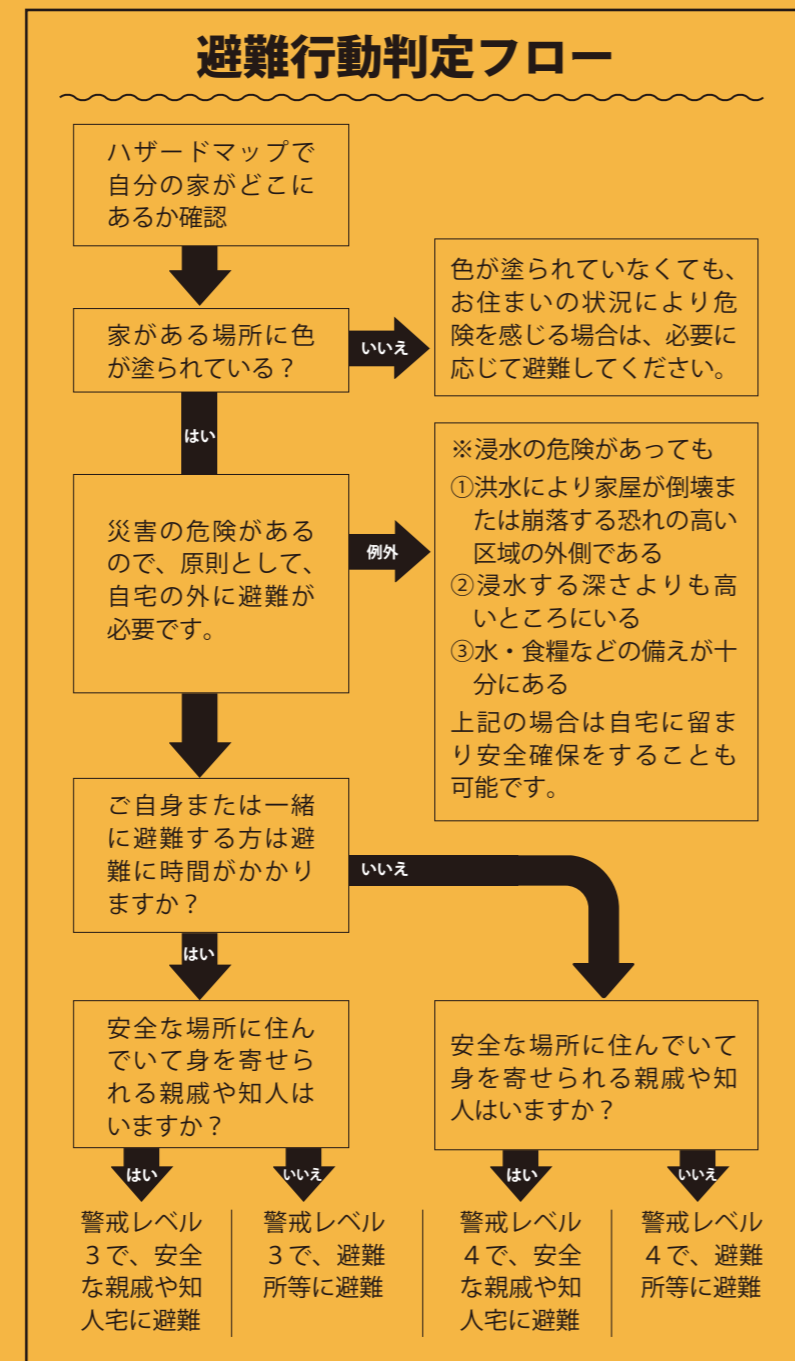 避難行動判定フロー
ハザードマップで
自分の家がどこに
あるか確認
家がある場所に色
が塗られている？
いいえ
色が塗られていなくても、
お住まいの状況により危
険を感じる場合は、必要に
応じて避難してください。
はい
災害の危険がある
ので、原則として、
自宅の外に避難が
必要です。
例外
※浸水の危険があっても
①洪水により家屋が倒壊ま
たは崩落する恐れの高い
区域の外側である
②浸水する深さよりも高
いところにいる
③水・食糧などの備えが十
分にある
上記の場合は自宅に留ま
り安全確保をすることも
可能です。
ご自身または一緒
に避難する方は避
難に時間がかかり
ますか？
いいえ
はい
安全な場所に住ん
でいて身を寄せら
れる親戚や知人は
いますか？
安全な場所に住んでいて
身を寄せられる親戚や知
人はいますか？
はい
いいえ
はい
いいえ
警戒レベル
３で、安全
な親戚や知
人宅に避難
警戒レベル
３で、避難
所等に避難
警戒レベル
４で、安全
な親戚や知
人宅に避難
警戒レベル
４で、避難
所等に避難